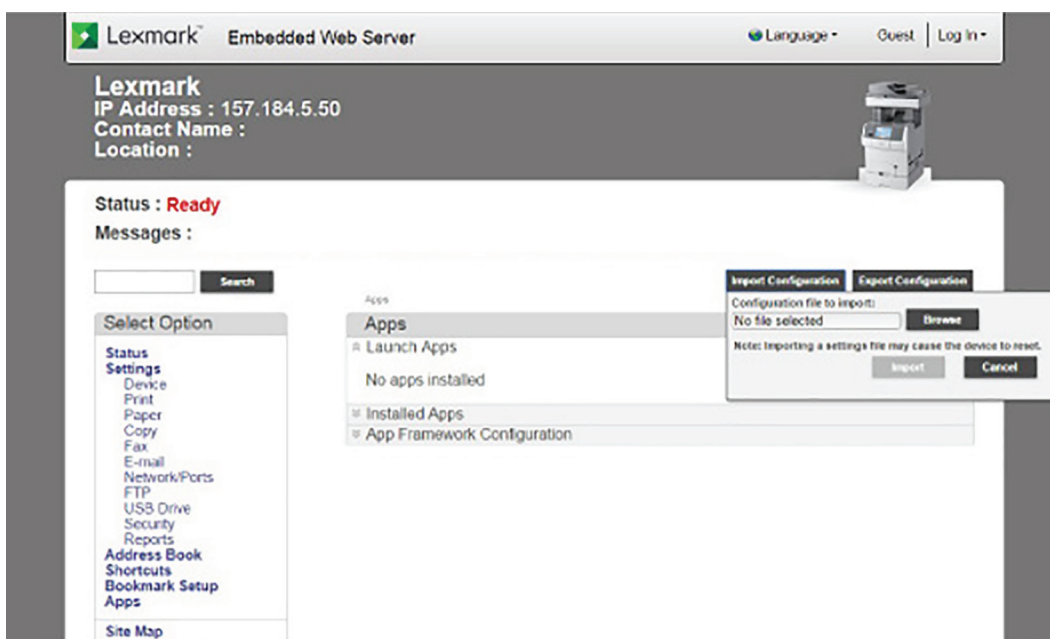 Lexmark™ Embedded Web Server Language Guest Log In
Lexmark
IP Address : 157.184.5.50
Contact Name :
Location :
Status : Ready
Messages :
Search
Import Configuration Export Configuration
Configuration file to import:
No file selected Browse
Note: Importing a settings file may cause the device to reset.
Import Cancel
Apps
Apps
Launch Apps
No apps installed
Installed Apps
App Framework Configuration
Select Option
Status
Settings
Device
Print
Paper
Copy
Fax
E-mail
Network/Ports
FTP
USB Drive
Security
Reports
Address Book
Shortcuts
Bookmark Setup
Apps
Site Map